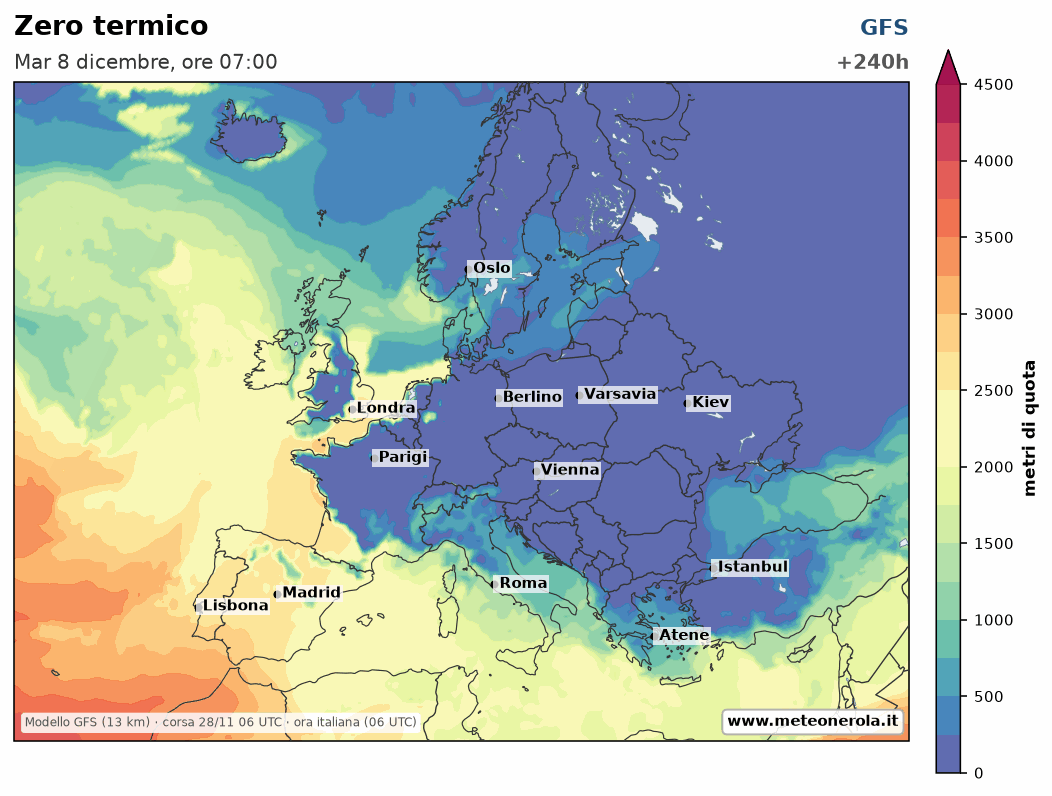 Zero termico
GFS
Mar 8 dicembre, ore 07:00
+240h
4500
4000
3500
3000
2500
2000
1500
1000
500
0
metri di quota
Oslo
Londra
Berlino
Varsavia
Kiev
Parigi
Vienna
Istanbul
Roma
Madrid
Lisbona
Atene
Modello GFS (13 km) · corsa 28/11 06 UTC · ora italiana (06 UTC)
www.meteonerola.it